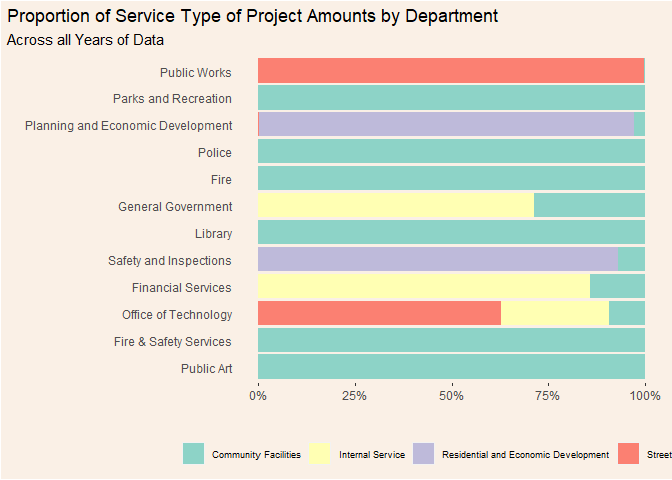 Proportion of Service Type of Project Amounts by Department
Across all Years of Data
Public Works
Parks and Recreation
Planning and Economic Development
Police
Fire
General Government
Library
Safety and Inspections
Financial Services
Office of Technology
Fire & Safety Services
Public Art
0% 25% 50% 75% 100%
Community Facilities Internal Service Residential and Economic Development Street